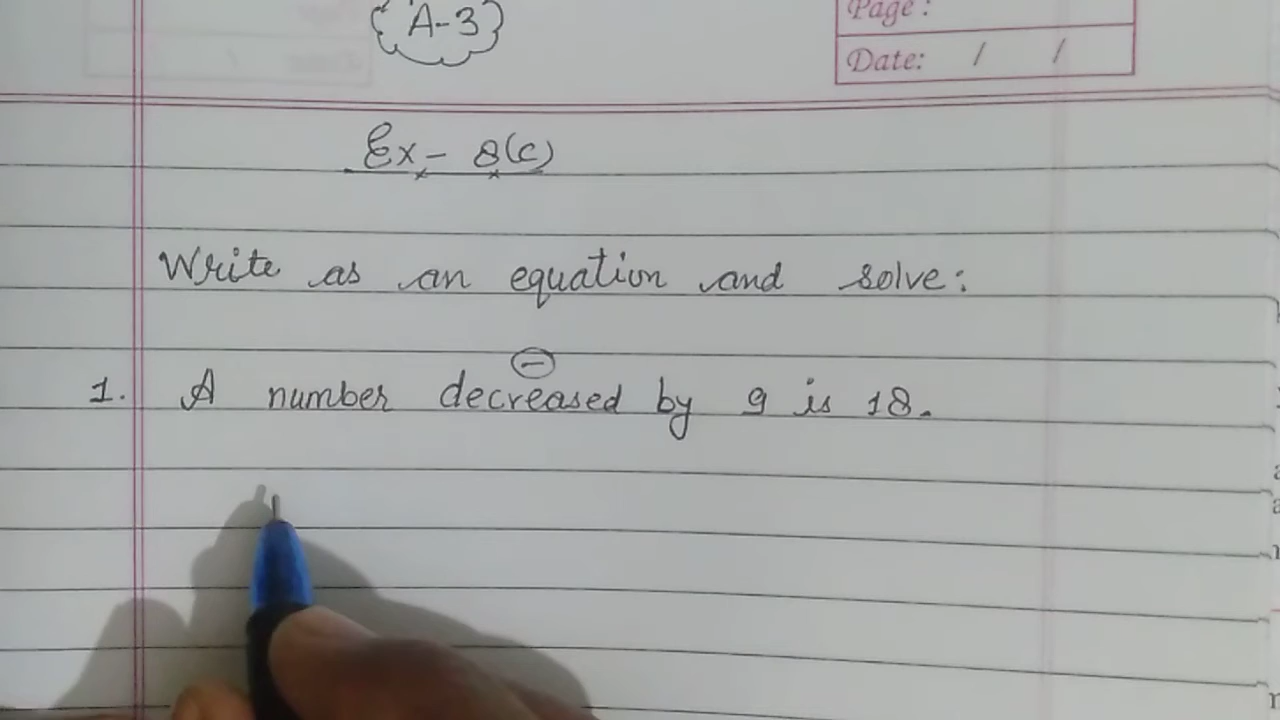 A-3
Page :
Date: / /
Ex - 8(c)
Write as an equation and solve:
-
1. A number decreased by 9 is 18.